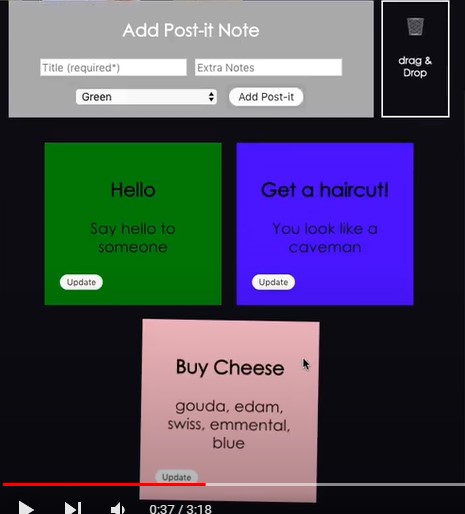 Add Post-it Note
Title (required*)
Extra Notes
Green
Add Post-it
drag &
Drop
Hello
Say hello to
someone
Update
Get a haircut!
You look like a
caveman
Update
Buy Cheese
gouda, edam,
swiss, emmental,
blue
Update
0:37 / 3:18